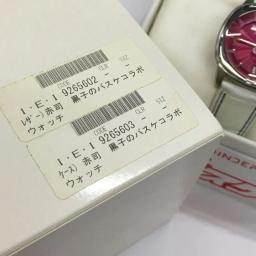 CODE CLR SIZ
I.E.I 9265602 - -
ﾚｻﾞｰ) 赤司 黒子のバスケコラボ
ウォッチ
CODE CLR SIZ
I.E.I 9265603 - -
ｹｰｽ) 赤司 黒子のバスケコラボ
ウォッチ